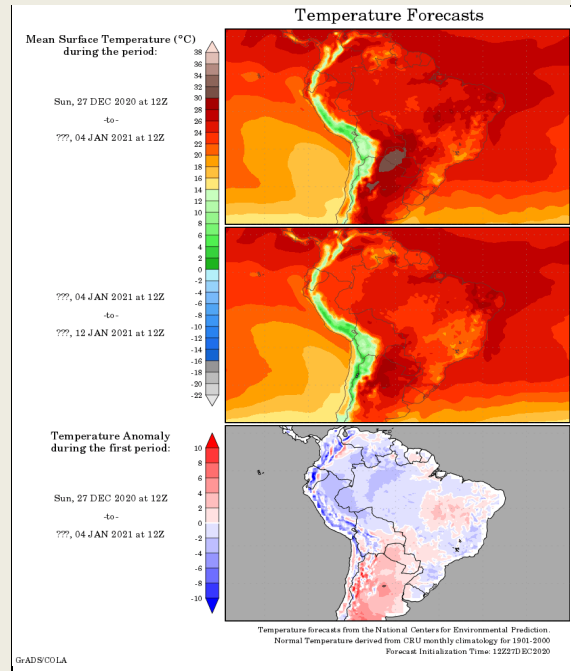 Temperature Forecasts
Mean Surface Temperature (°C)
during the period:
Sun, 27 DEC 2020 at 12Z
-to-
???, 04 JAN 2021 at 12Z
38
36
34
32
30
28
26
24
22
20
18
16
14
12
10
8
6
4
2
0
-2
-4
-6
-8
-10
-12
-14
-16
-18
-20
-22
???, 04 JAN 2021 at 12Z
-to-
???, 12 JAN 2021 at 12Z
Temperature Anomaly
during the first period:
Sun, 27 DEC 2020 at 12Z
-to-
???, 04 JAN 2021 at 12Z
10
8
6
4
2
0
-2
-4
-6
-8
-10
Temperature forecasts from the National Centers for Environmental Prediction.
Normal Temperature derived from CRU monthly climatology for 1901-2000
Forecast Initialization Time: 12Z27DEC2020
GrADS/COLA